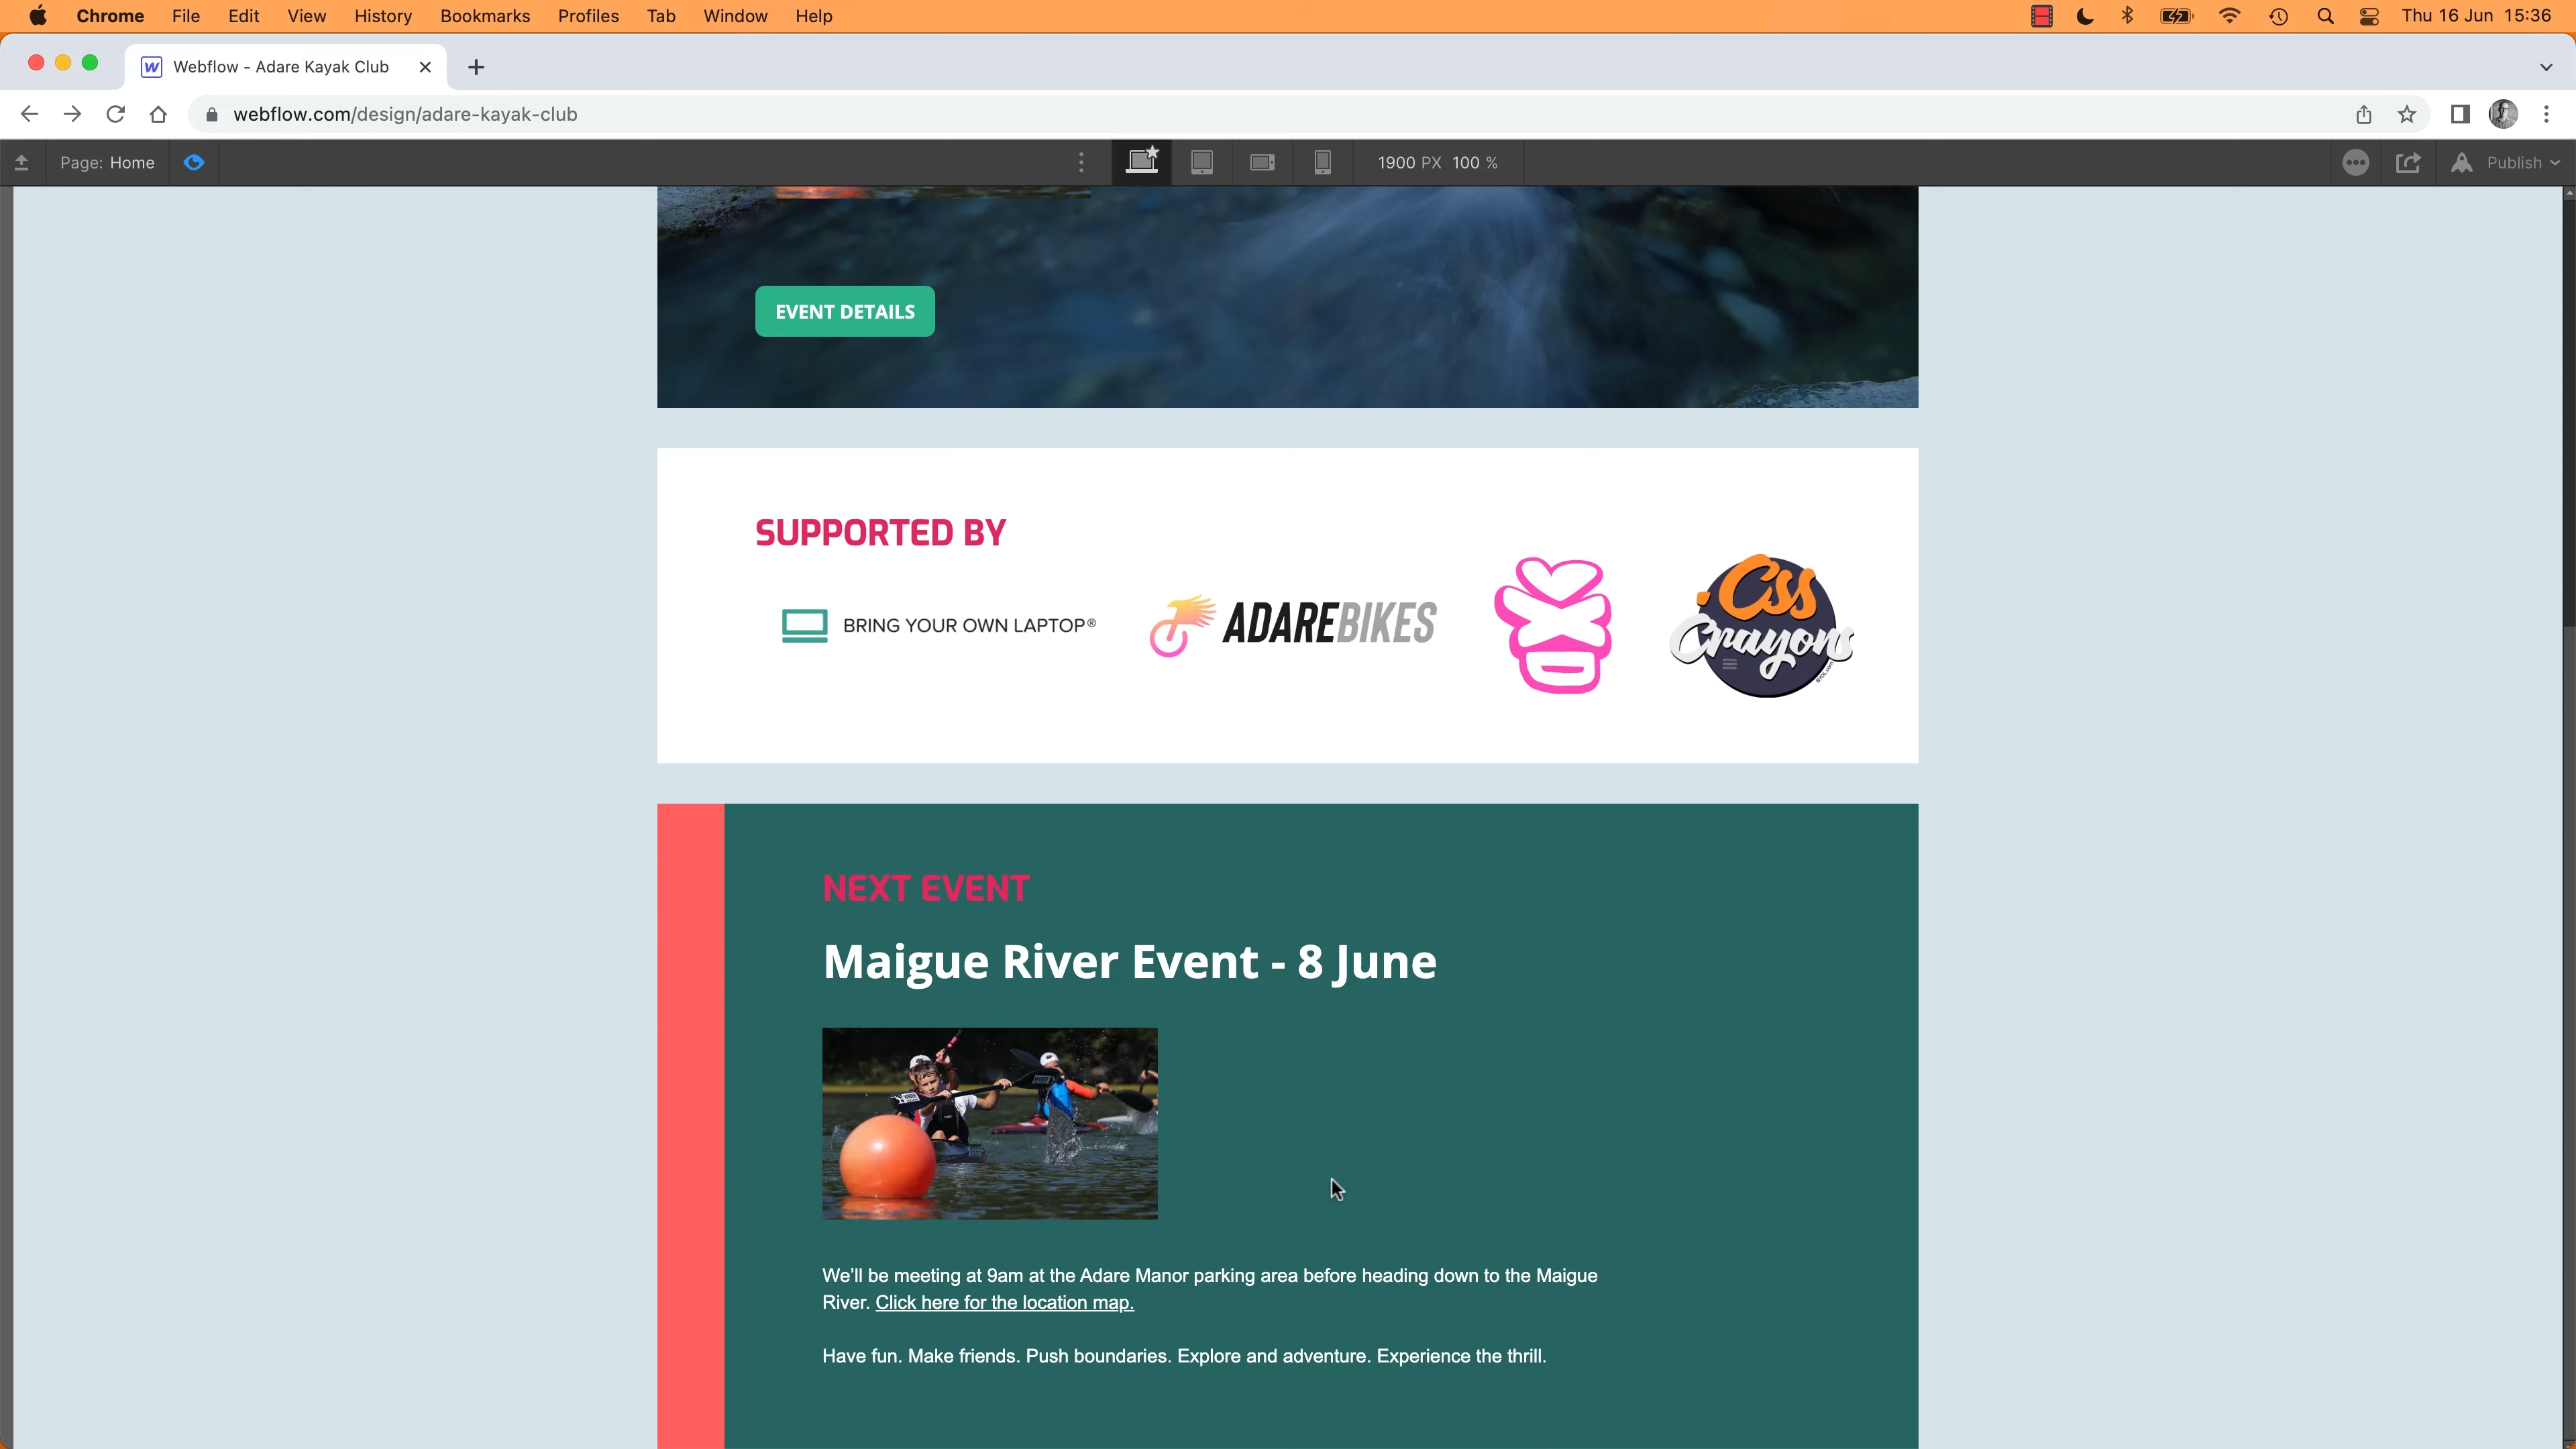 Chrome File Edit View History Bookmarks Profiles Tab Window Help Thu 16 Jun 15:36
Webflow - Adare Kayak Club
webflow.com/design/adare-kayak-club
Page: Home 1900 PX 100 % Publish
EVENT DETAILS
SUPPORTED BY
BRING YOUR OWN LAPTOP®
ADAREBIKES
Css
Crayons
NEXT EVENT
Maigue River Event - 8 June
We'll be meeting at 9am at the Adare Manor parking area before heading down to the Maigue
River. Click here for the location map.
Have fun. Make friends. Push boundaries. Explore and adventure. Experience the thrill.